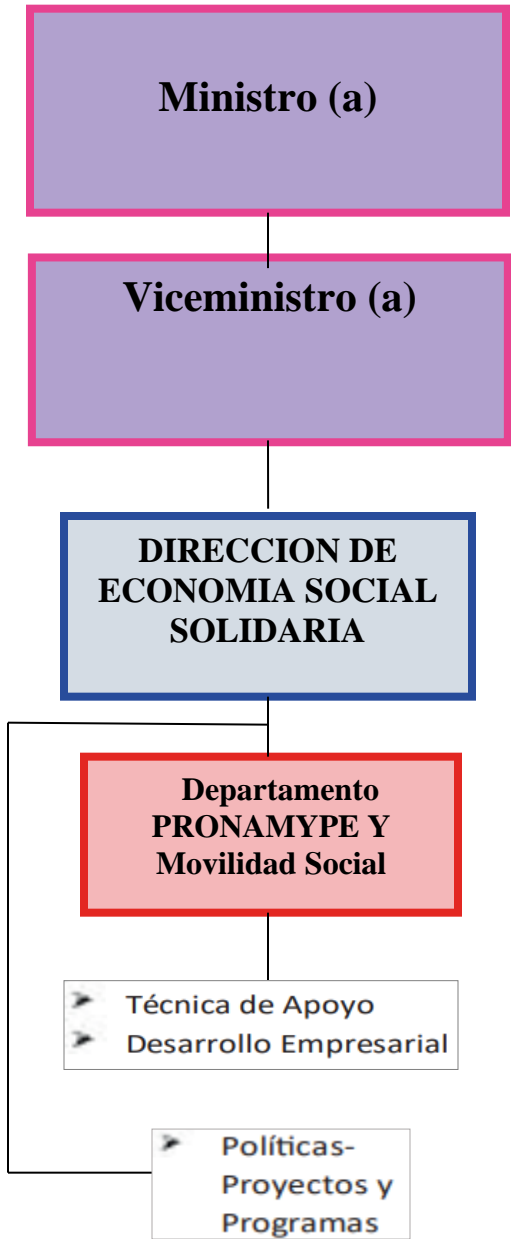 Ministro (a)
Viceministro (a)
DIRECCION DE
ECONOMIA SOCIAL
SOLIDARIA
Departamento
PRONAMYPE Y
Movilidad Social
➢ Técnica de Apoyo
➢ Desarrollo Empresarial
➢ Políticas-
Proyectos y
Programas